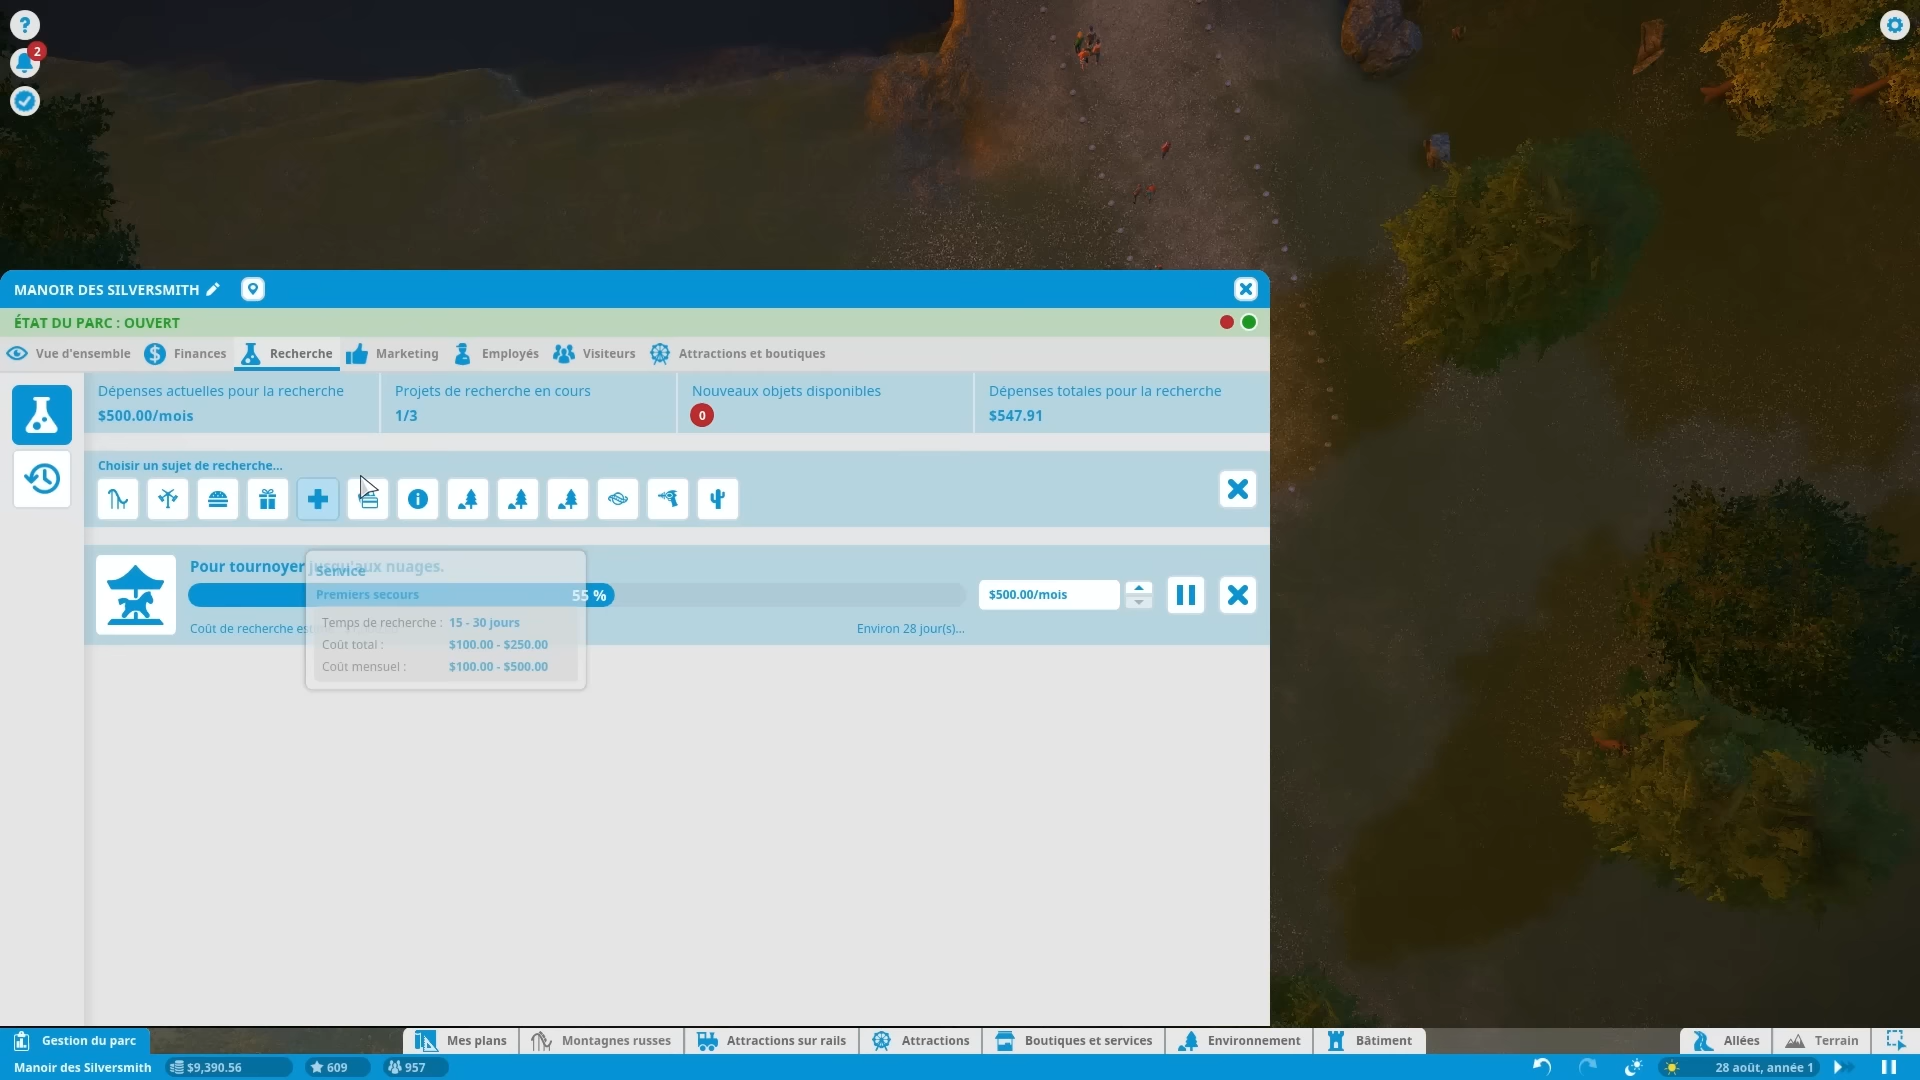 2
MANOIR DES SILVERSMITH
ÉTAT DU PARC : OUVERT
Vue d'ensemble
Finances
Recherche
Marketing
Employés
Visiteurs
Attractions et boutiques
Dépenses actuelles pour la recherche
$500.00/mois
Projets de recherche en cours
1/3
Nouveaux objets disponibles
0
Dépenses totales pour la recherche
$547.91
Choisir un sujet de recherche...
Pour tournoyer jusqu'aux nuages.
55 %
$500.00/mois
Coût de recherche
Environ 28 jour(s)...
Service
Premiers secours
Temps de recherche : 15 - 30 jours
Coût total : $100.00 - $250.00
Coût mensuel : $100.00 - $500.00
Gestion du parc
Mes plans
Montagnes russes
Attractions sur rails
Attractions
Boutiques et services
Environnement
Bâtiment
Allées
Terrain
Manoir des Silversmith
$9,390.56
609
957
28 août, année 1